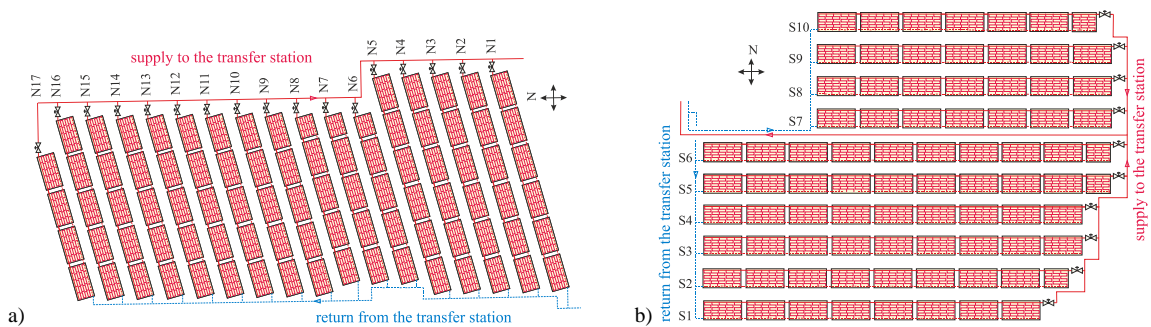 a)
supply to the transfer station
N17
N16
N15
N14
N13
N12
N11
N10
N9
N8
N7
N6
N5
N4
N3
N2
N1
N
return from the transfer station
b)
S10
S9
S8
S7
S6
S5
S4
S3
S2
S1
N
return from the transfer station
supply to the transfer station